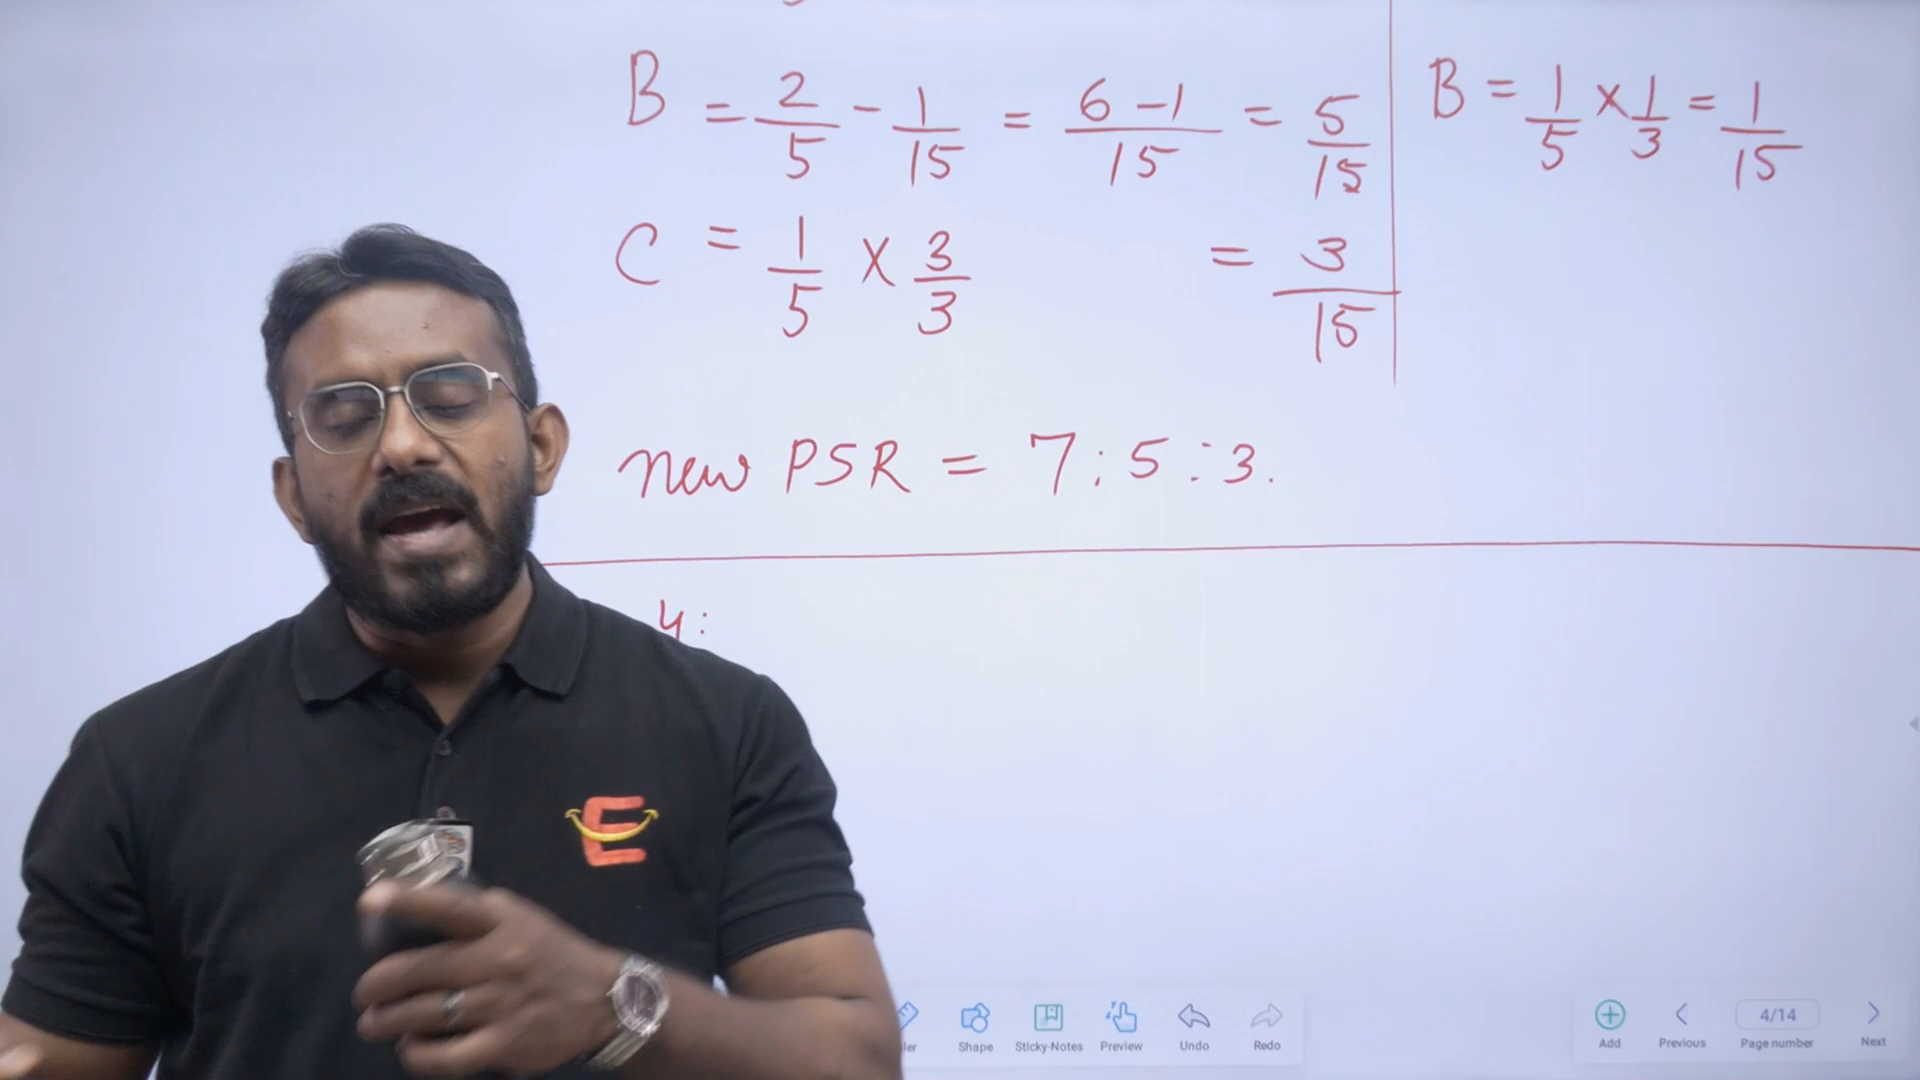 B = 2/5 - 1/15 = 6-1/15 = 5/15
B = 1/5 × 1/3 = 1/15
C = 1/5 × 3/3 = 3/15
new PSR = 7:5:3.
4:
E
Shape Sticky-Notes Preview Undo Redo
Add Previous 4/14 Page number Next